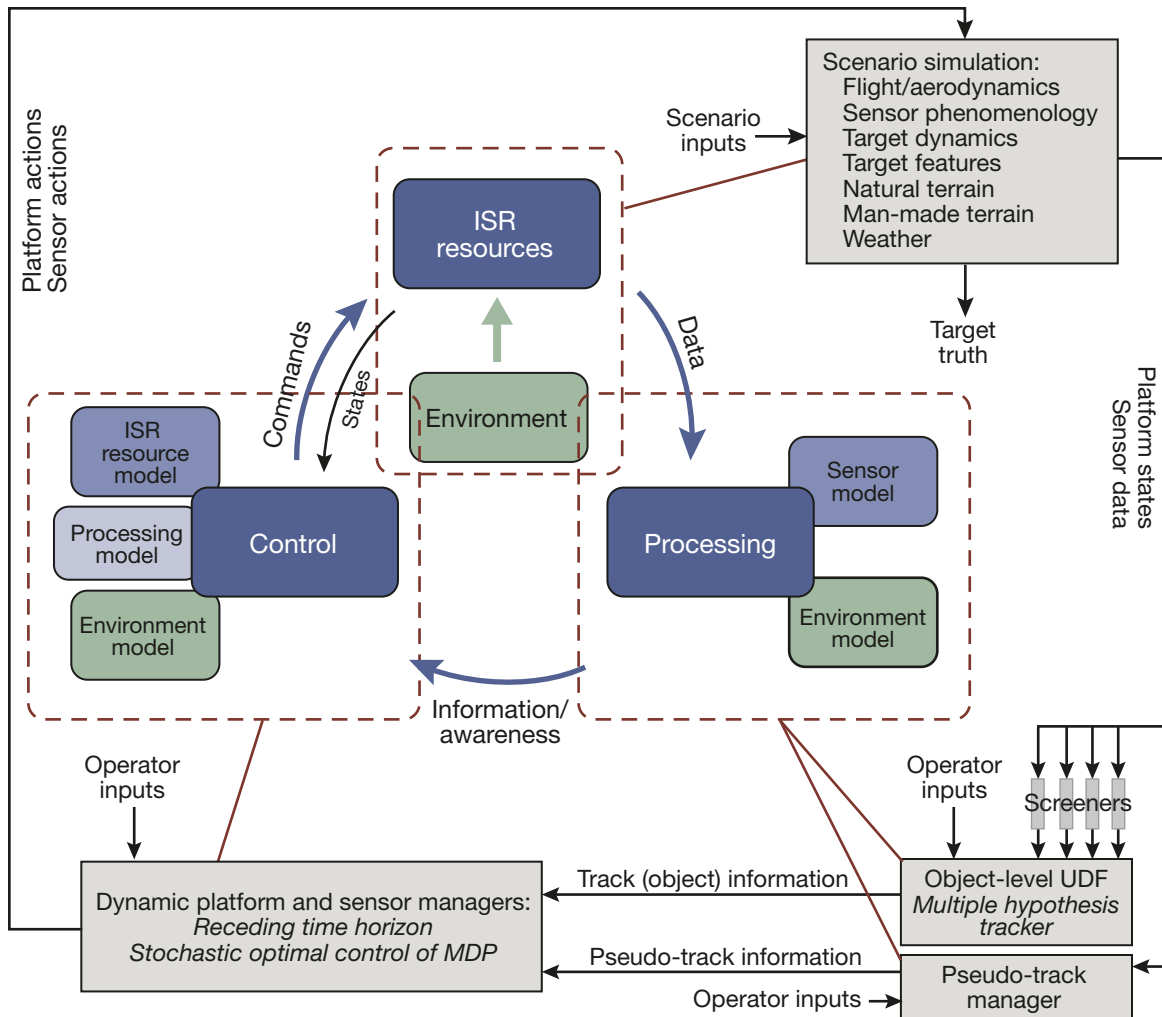 Scenario simulation:
Flight/aerodynamics
Sensor phenomenology
Target dynamics
Target features
Natural terrain
Man-made terrain
Weather
Scenario
inputs
Platform actions
Sensor actions
ISR
resources
Target
truth
Commands
States
Data
Environment
Platform states
Sensor data
ISR
resource
model
Processing
model
Environment
model
Control
Processing
Sensor
model
Environment
model
Information/
awareness
Operator
inputs
Operator
inputs
Screeners
Dynamic platform and sensor managers:
Receding time horizon
Stochastic optimal control of MDP
Track (object) information
Object-level UDF
Multiple hypothesis
tracker
Pseudo-track information
Operator inputs
Pseudo-track
manager